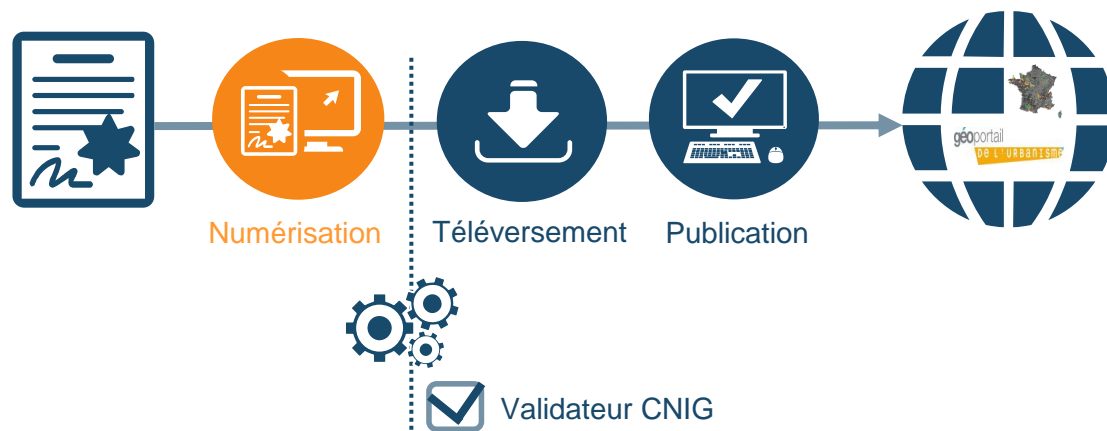 géoportail
DE L'URBANISME
Numérisation
Téléversement
Publication
Validateur CNIG